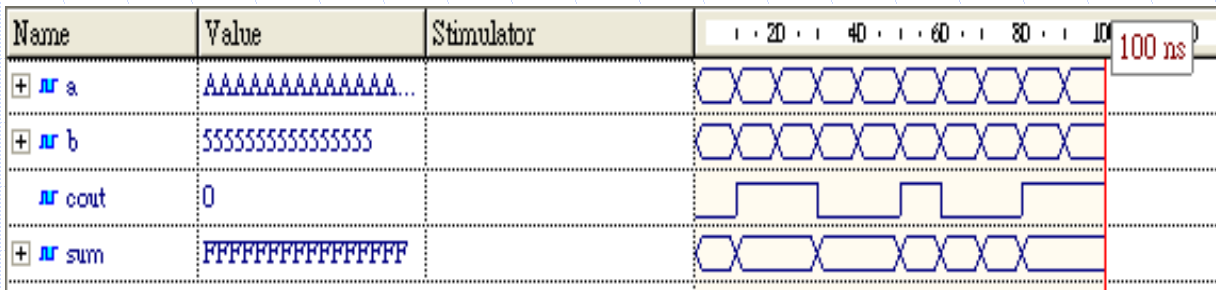 Name Value Stimulator 20 40 60 80
100 ns
a AAAAAAAAAAAAA...
b 5555555555555555
cout 0
sum FFFFFFFFFFFFFFFF